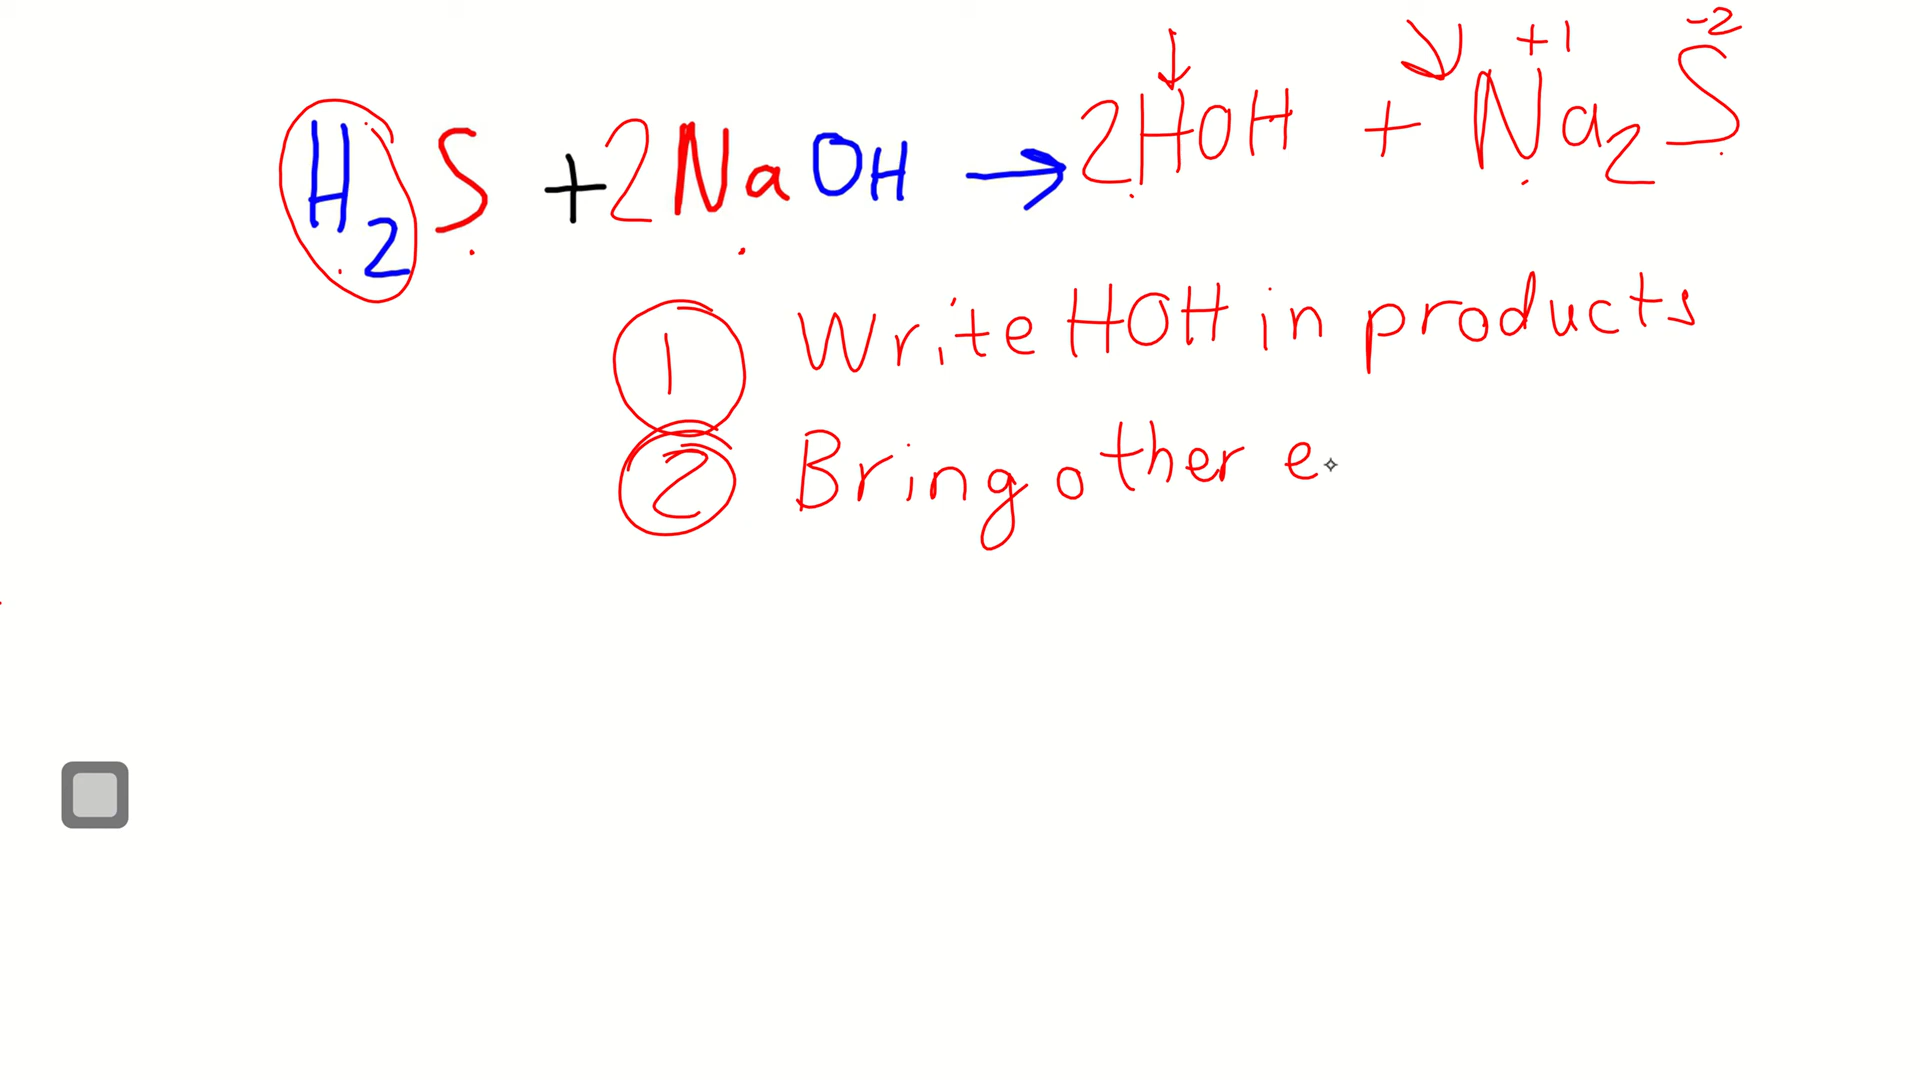 H₂S + 2NaOH → 2HOH + Na₂S
+1 -2
1 Write HOH in products
2 Bring other e